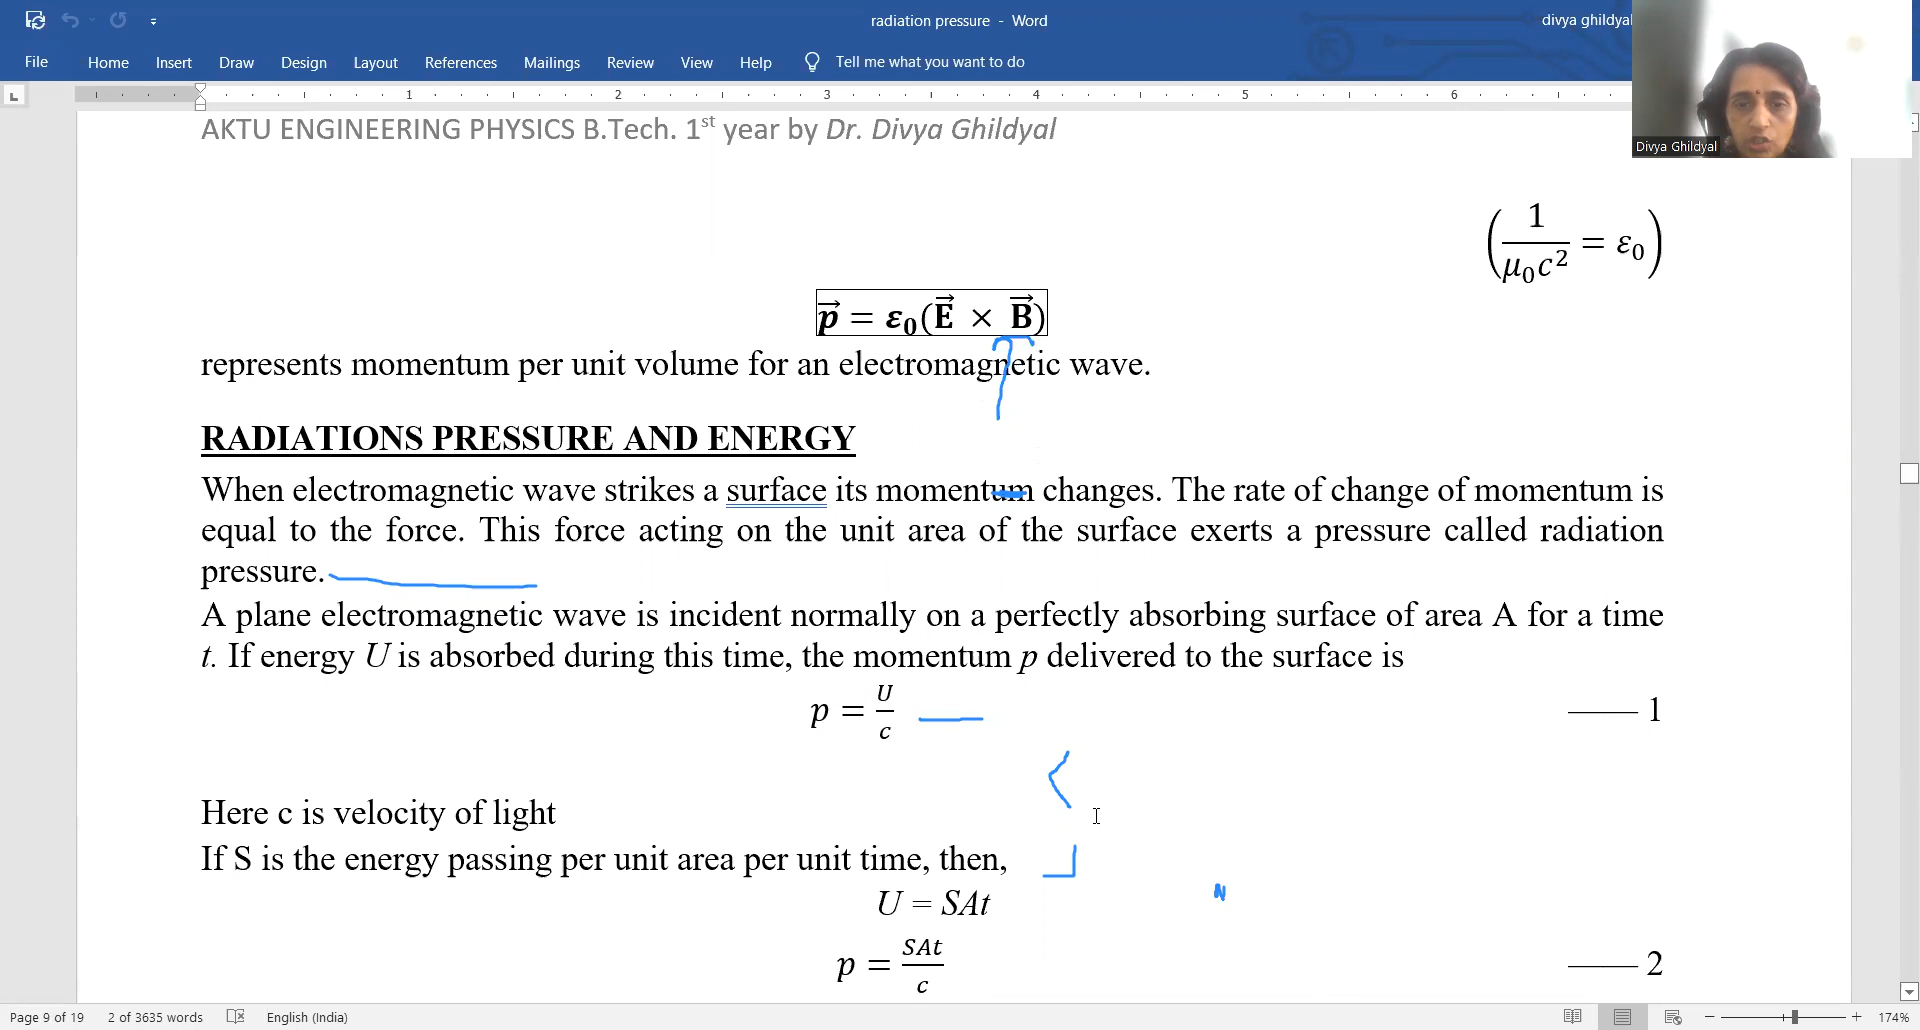 radiation pressure - Word
divya ghildyal
File Home Insert Draw Design Layout References Mailings Review View Help Tell me what you want to do
1 2 3 4 5 6
Divya Ghildyal
AKTU ENGINEERING PHYSICS B.Tech. 1st year by Dr. Divya Ghildyal
(1/μ₀c² = ε₀)
p⃗ = ε₀(E⃗ × B⃗)
represents momentum per unit volume for an electromagnetic wave.
RADIATIONS PRESSURE AND ENERGY
When electromagnetic wave strikes a surface its momentum changes. The rate of change of momentum is
equal to the force. This force acting on the unit area of the surface exerts a pressure called radiation
pressure.
A plane electromagnetic wave is incident normally on a perfectly absorbing surface of area A for a time
t. If energy U is absorbed during this time, the momentum p delivered to the surface is
p = U/c —— 1
Here c is velocity of light
If S is the energy passing per unit area per unit time, then,
U = SAt
p = SAt/c —— 2
Page 9 of 19 2 of 3635 words English (India) 174%